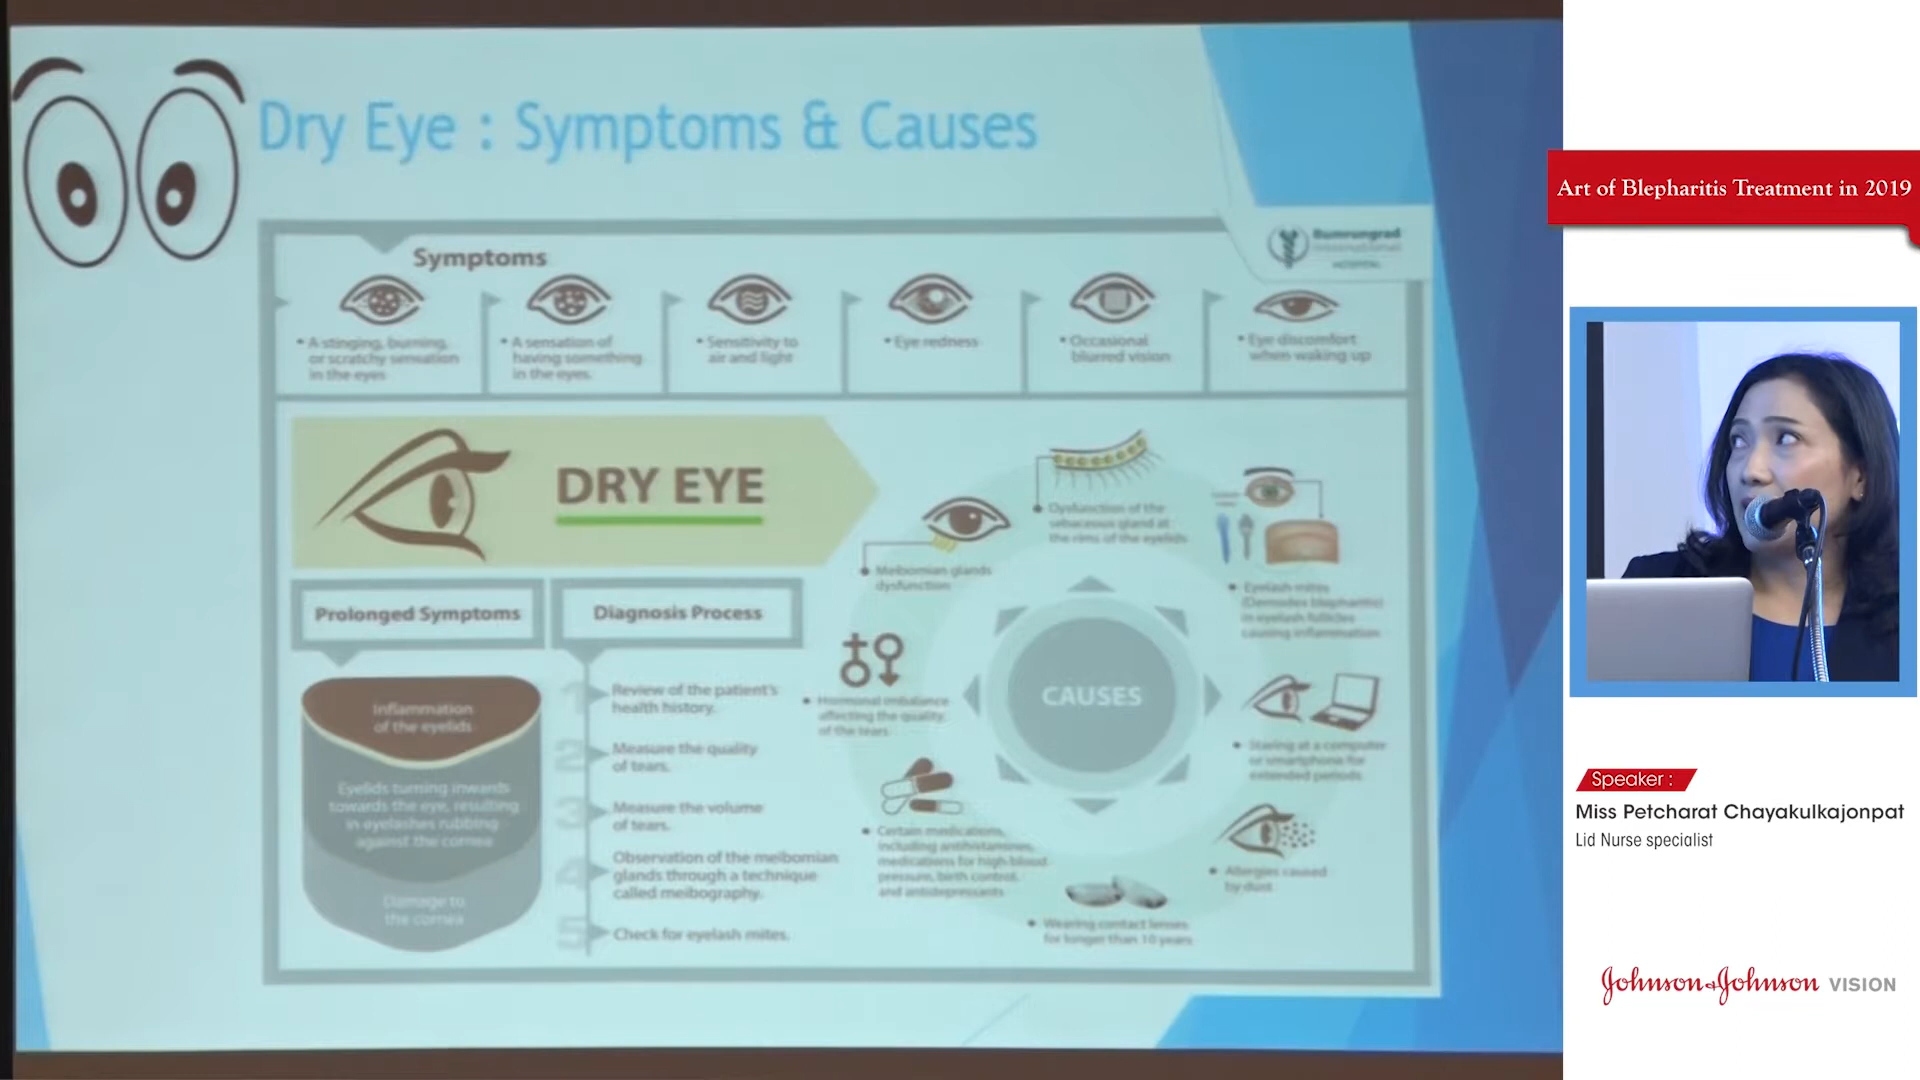 Dry Eye : Symptoms & Causes
Art of Blepharitis Treatment in 2019
Bumrungrad
International
HOSPITAL
Symptoms
• A stinging, burning,
or scratchy sensation
in the eyes
• A sensation of
having something
in the eyes.
• Sensitivity to
air and light
• Eye redness
• Occasional
blurred vision
• Eye discomfort
when waking up
DRY EYE
Prolonged Symptoms
Inflammation
of the eyelids
Eyelids turning inwards
towards the eye, resulting
in eyelashes rubbing
against the cornea
Damage to
the cornea
Diagnosis Process
1 Review of the patient's
health history.
2 Measure the quality
of tears.
3 Measure the volume
of tears.
4 Observation of the meibomian
glands through a technique
called meibography.
5 Check for eyelash mites.
CAUSES
• Dysfunction of the
sebaceous gland at
the rims of the eyelids
• Eyelash mites
(Demodex blepharitis)
in eyelash follicles
causing inflammation
• Staring at a computer
or smartphone for
extended periods
• Allergies caused
by dust
• Wearing contact lenses
for longer than 10 years
• Certain medications,
including antihistamines,
medications for high blood
pressure, birth control,
and antidepressants
• Hormonal imbalance
affecting the quality
of the tears
• Meibomian glands
dysfunction
Speaker :
Miss Petcharat Chayakulkajonpat
Lid Nurse specialist
Johnson & Johnson VISION